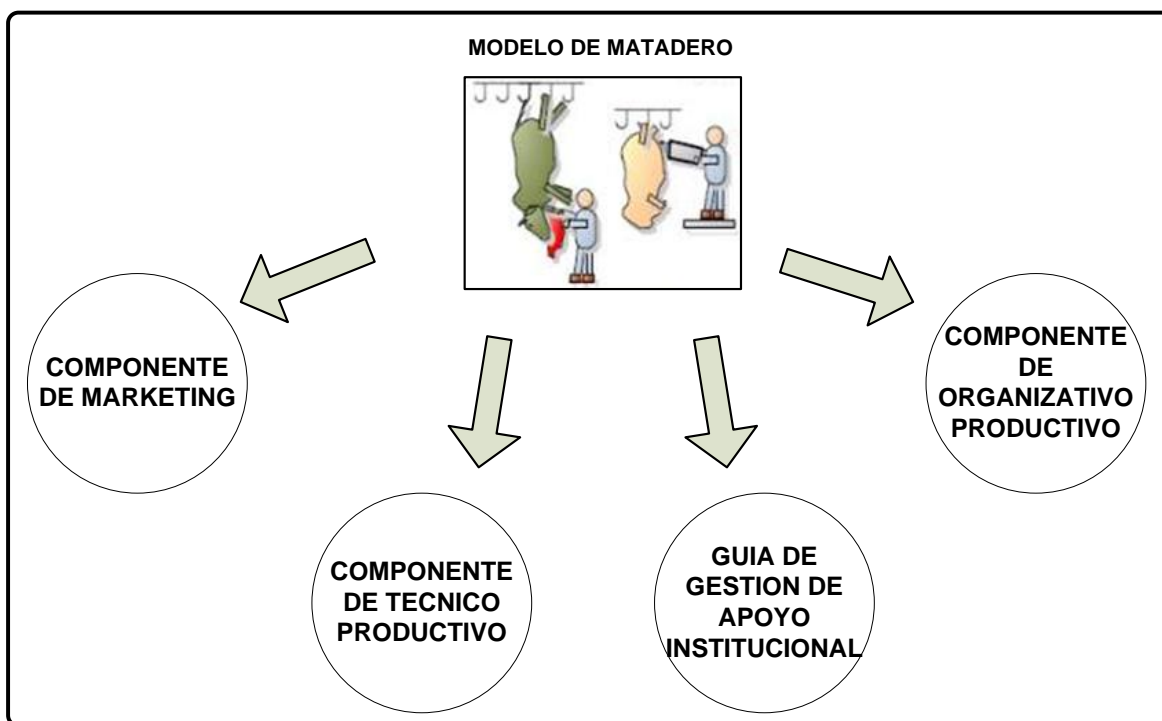 MODELO DE MATADERO
COMPONENTE
DE MARKETING
COMPONENTE
DE TECNICO
PRODUCTIVO
GUIA DE
GESTION DE
APOYO
INSTITUCIONAL
COMPONENTE
DE
ORGANIZATIVO
PRODUCTIVO